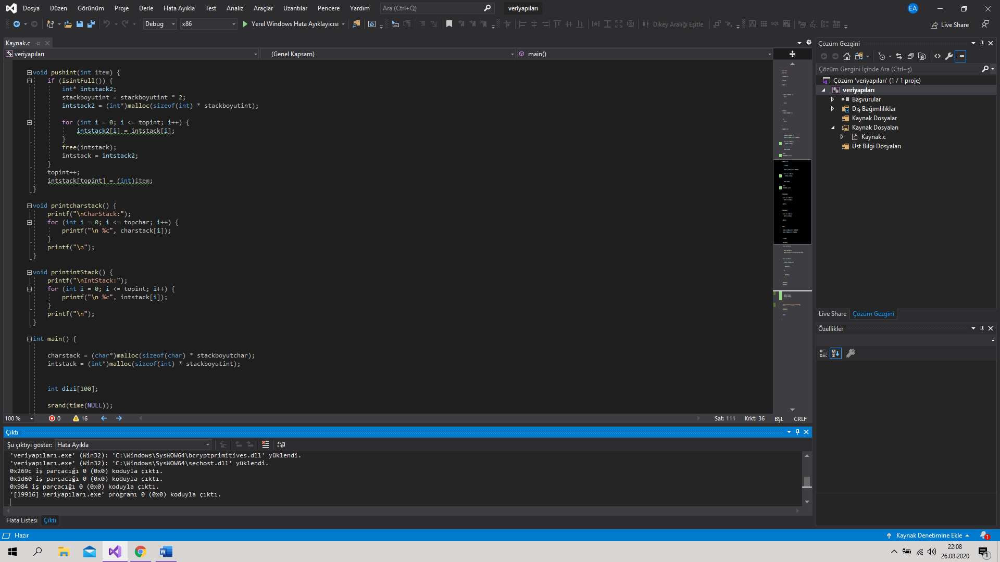 Dosya Düzen Görünüm Proje Derle Hata Ayıkla Test Analiz Araçlar Uzantılar Pencere Yardım Ara (Ctrl+Q) veriyapıları EA
Debug x86 Yerel Windows Hata Ayıklayıcısı Dikey Aralığı Eşitle Live Share
Kaynak.c
veriyapıları (Genel Kapsam) main()
void pushint(int item) {
if (isintFull()) {
int* intstack2;
stackboyutint = stackboyutint * 2;
intstack2 = (int*)malloc(sizeof(int) * stackboyutint);
for (int i = 0; i <= topint; i++) {
intstack2[i] = intstack[i];
}
free(intstack);
intstack = intstack2;
}
topint++;
intstack[topint] = (int)item;
}
void printcharstack() {
printf("\nCharStack:");
for (int i = 0; i <= topchar; i++) {
printf("\n %c", charstack[i]);
}
printf("\n");
}
void printintStack() {
printf("\nIntStack:");
for (int i = 0; i <= topint; i++) {
printf("\n %c", intstack[i]);
}
printf("\n");
}
int main() {
charstack = (char*)malloc(sizeof(char) * stackboyutchar);
intstack = (int*)malloc(sizeof(int) * stackboyutint);
int dizi[100];
srand(time(NULL));
100 % 0 16 Sat: 111 Krkt: 36 BŞL CRLF
Çıktı
Şu çıktıyı göster: Hata Ayıkla
'veriyapıları.exe' (Win32): 'C:\Windows\SysWOW64\bcryptprimitives.dll' yüklendi.
'veriyapıları.exe' (Win32): 'C:\Windows\SysWOW64\sechost.dll' yüklendi.
0x269c iş parçacığı 0 (0x0) koduyla çıktı.
0x1d60 iş parçacığı 0 (0x0) koduyla çıktı.
0x984 iş parçacığı 0 (0x0) koduyla çıktı.
'[19916] veriyapıları.exe' programı 0 (0x0) koduyla çıktı.
Hata Listesi Çıktı
Çözüm Gezgini
Çözüm Gezgini İçinde Ara (Ctrl+ş)
Çözüm 'veriyapıları' (1 / 1 proje)
veriyapıları
Başvurular
Dış Bağımlılıklar
Kaynak Dosyalar
Kaynak Dosyaları
Kaynak.c
Üst Bilgi Dosyaları
Live Share Çözüm Gezgini
Özellikler
Hazır Kaynak Denetimine Ekle 1
22:08
26.08.2020
1